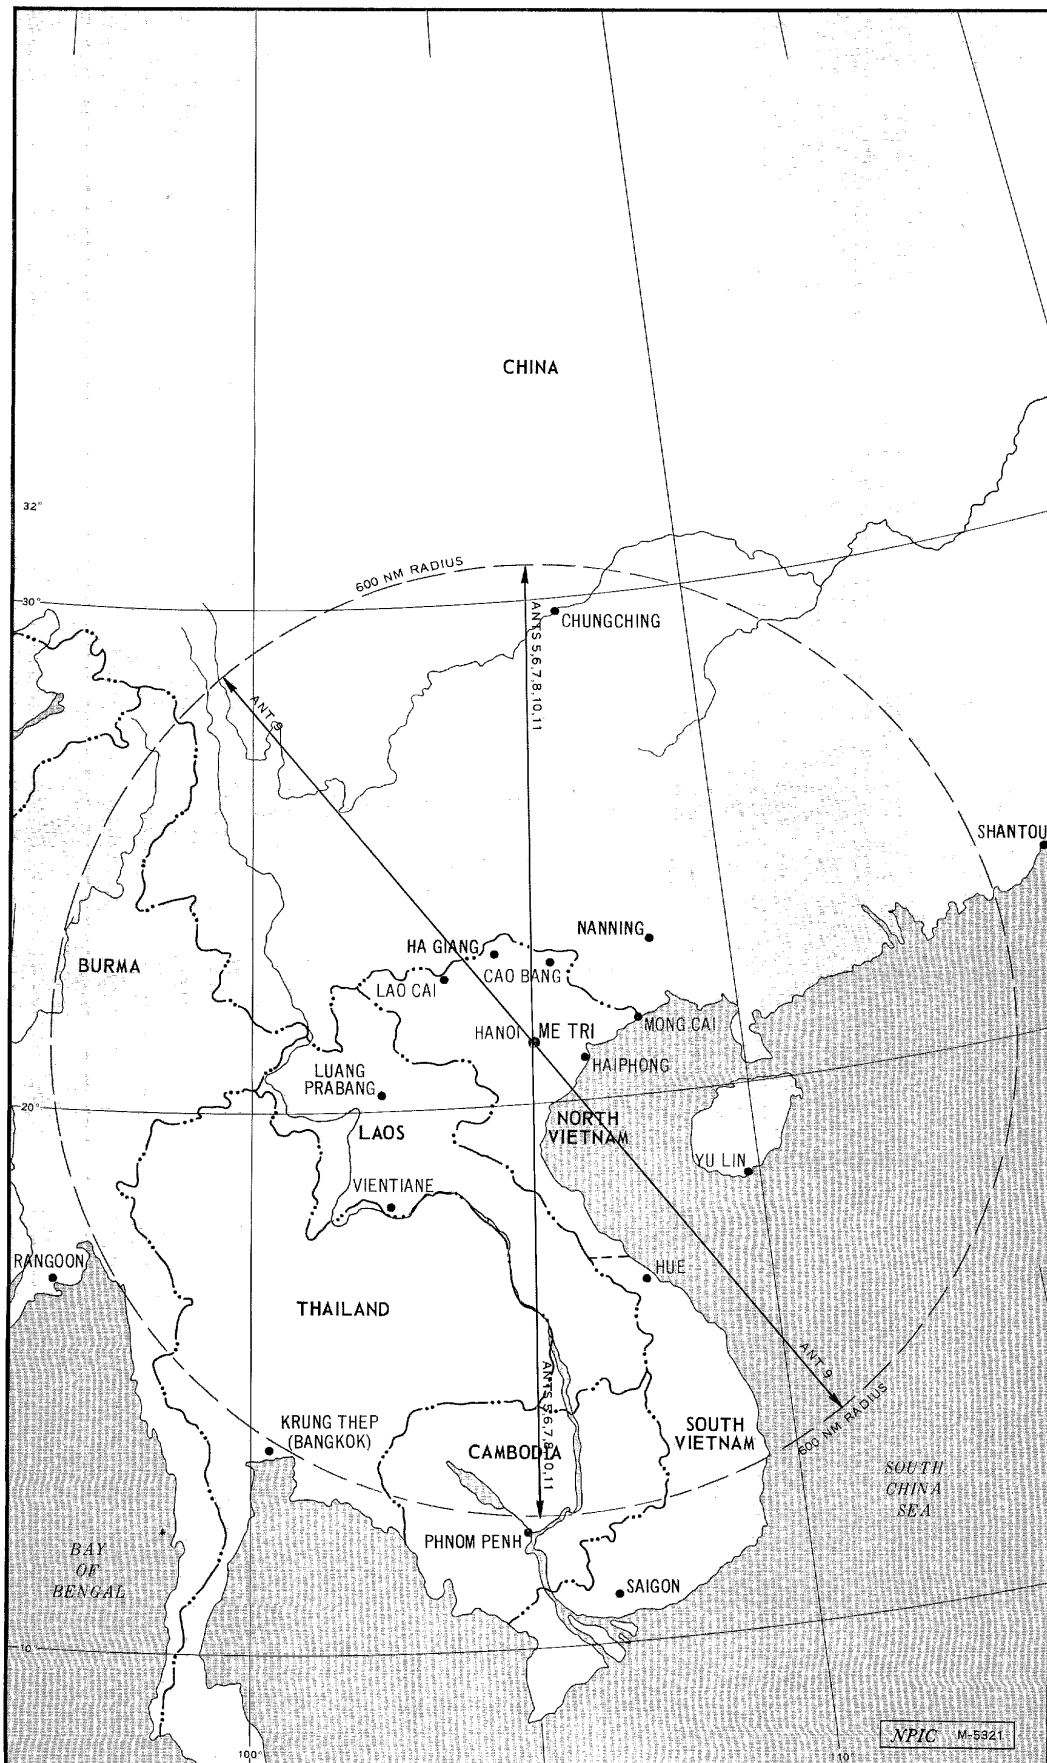 CHINA
32°
600 NM RADIUS
30°
ANTS 5,6,7,8,10,11
CHUNGCHING
ANT 9
SHANTOU
NANNING
HA GIANG
BURMA
CAO BANG
LAO CAI
MONG CAI
HANOI
ME TRI
HAIPHONG
LUANG
PRABANG
20°
NORTH
VIETNAM
LAOS
YU LIN
VIENTIANE
RANGOON
HUE
THAILAND
ANT 9
ANTS 5,6,7,8,10,11
600 NM RADIUS
KRUNG THEP
(BANGKOK)
SOUTH
VIETNAM
CAMBODIA
SOUTH
CHINA
SEA
PHNOM PENH
BAY
OF
BENGAL
SAIGON
10
NPIC M-5321
100°
110°